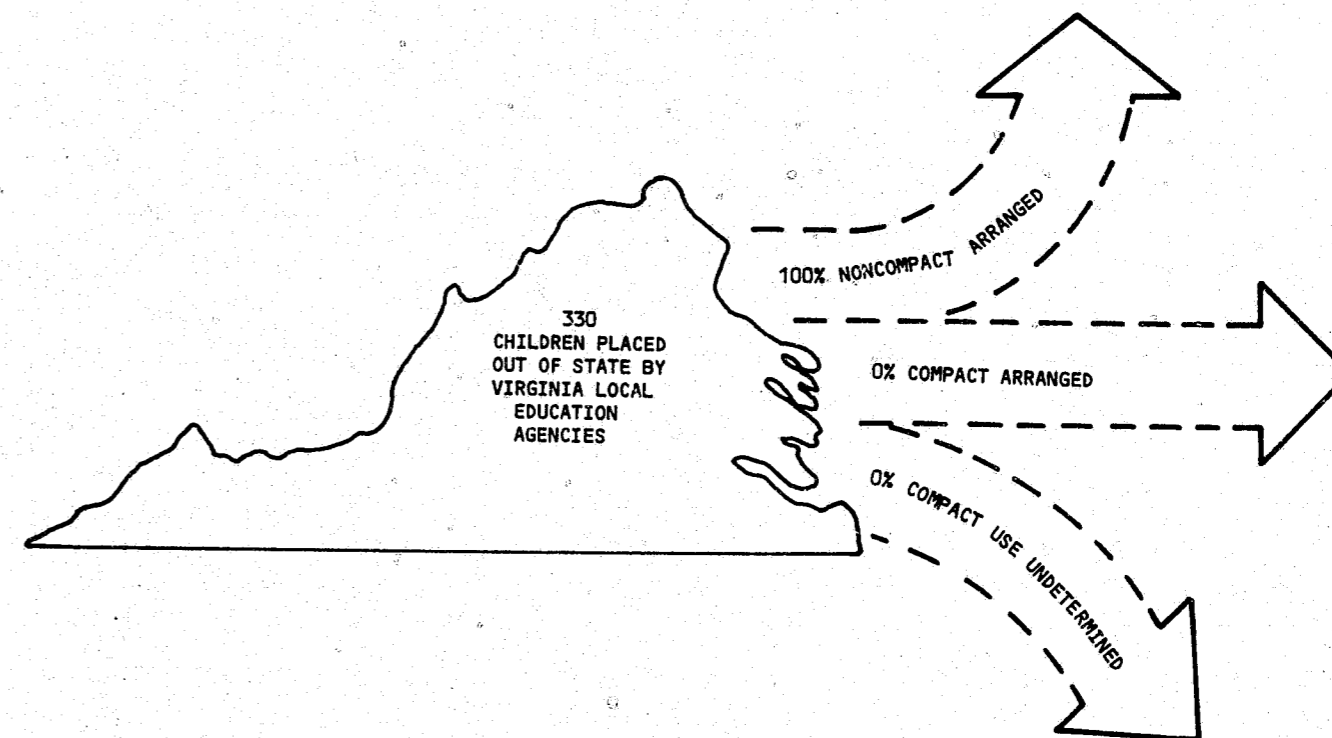 100% NONCOMPACT ARRANGED
330
CHILDREN PLACED
OUT OF STATE BY
VIRGINIA LOCAL
EDUCATION
AGENCIES
0% COMPACT ARRANGED
0% COMPACT USE UNDETERMINED